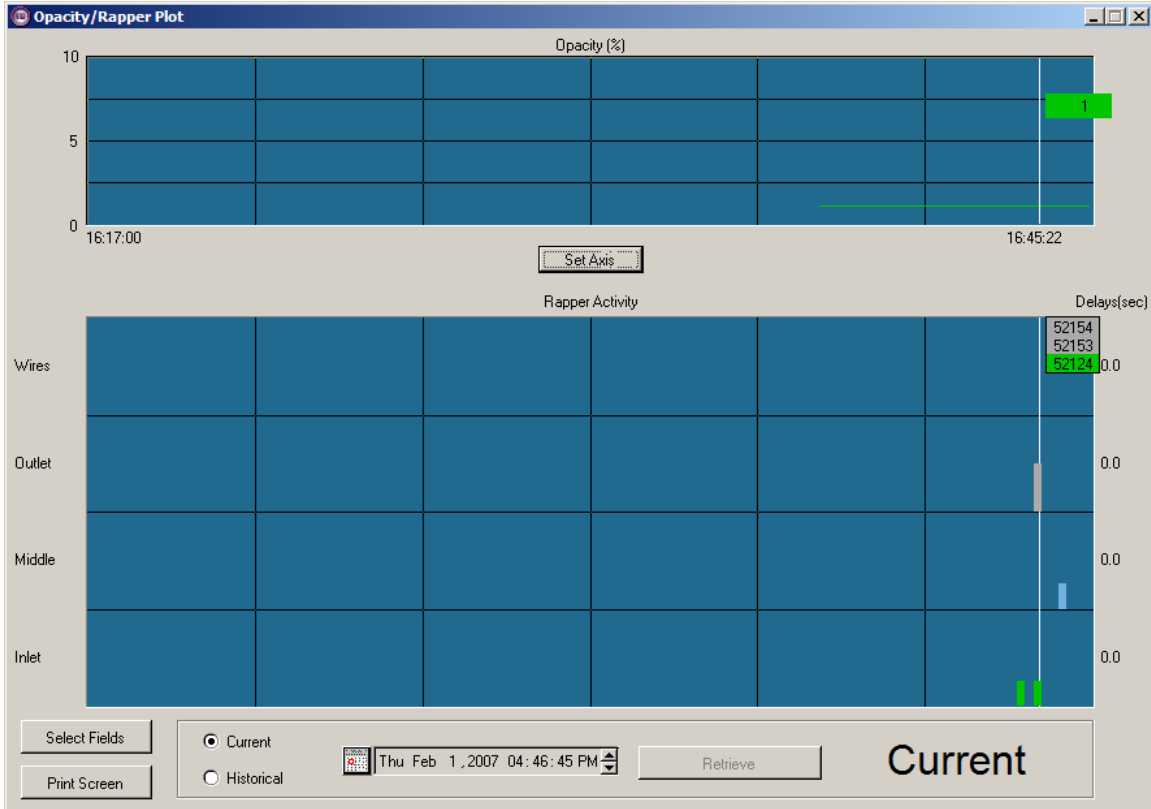 Opacity/Rapper Plot
Opacity (%)
10
5
0
1
16:17:00
16:45:22
Set Axis
Rapper Activity
Delays(sec)
52154
52153
52124
Wires
0.0
Outlet
0.0
Middle
0.0
Inlet
0.0
Select Fields
Print Screen
Current
Historical
Thu Feb 1 ,2007 04:46:45 PM
Retrieve
Current